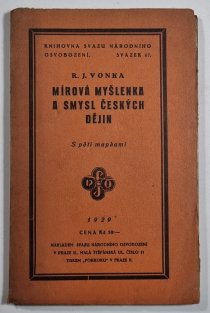 KNIHOVNA SVAZU NÁRODNÍHO
OSVOBOZENÍ. SVAZEK 67.
R. J. VONKA
MÍROVÁ MYŠLENKA
A SMYSL ČESKÝCH
DĚJIN
S pěti mapkami
1929
CENA Kč 10—
NÁKLADEM SVAZU NÁRODNÍHO OSVOBOZENÍ
V PRAZE II, MALÁ ŠTĚPÁNSKÁ UL. ČÍSLO 11
TISKEM „POKROKU" V PRAZE II.